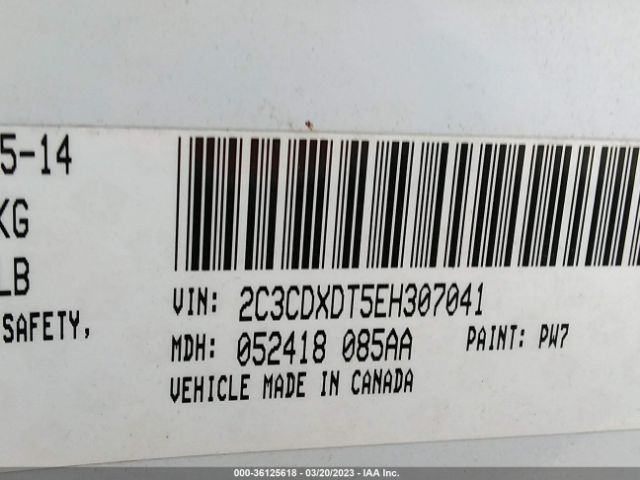 5-14
KG
LB
SAFETY,
VIN: 2C3CDXDT5EH307041
MDH: 052418 085AA PAINT: PW7
VEHICLE MADE IN CANADA
000-36125618 - 03/20/2023 - IAA Inc.